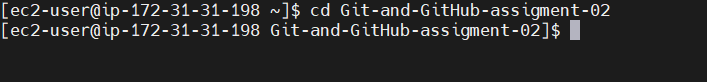 [ec2-user@ip-172-31-31-198 ~]$ cd Git-and-GitHub-assigment-02
[ec2-user@ip-172-31-31-198 Git-and-GitHub-assigment-02]$